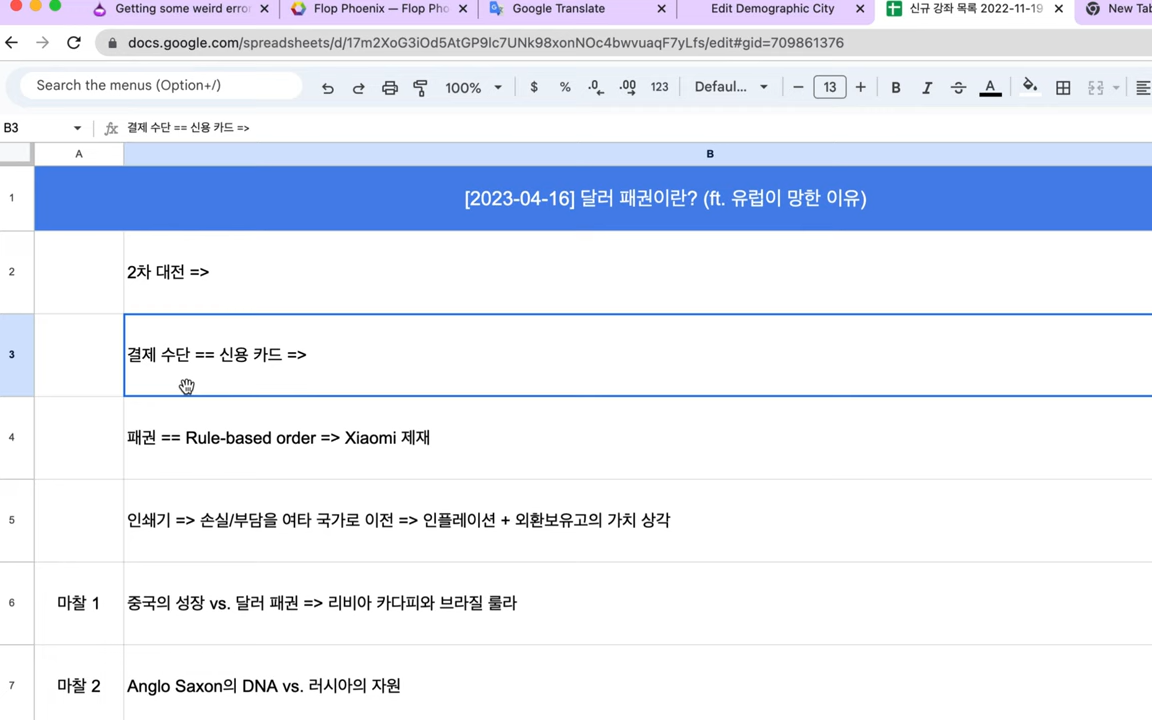 Getting some weird erro
Flop Phoenix — Flop Pho
Google Translate
Edit Demographic City
신규 강좌 목록 2022-11-19
New Tab
docs.google.com/spreadsheets/d/17m2XoG3iOd5AtGP9lc7UNk98xonNOc4bwvuaqF7yLfs/edit#gid=709861376
Search the menus (Option+/)
100%
$ % .0 .00 123
Defaul...
13
B I S A
B3
fx 결제 수단 == 신용 카드 =>
A B
1 [2023-04-16] 달러 패권이란? (ft. 유럽이 망한 이유)
2 2차 대전 =>
3 결제 수단 == 신용 카드 =>
4 패권 == Rule-based order => Xiaomi 제재
5 인쇄기 => 손실/부담을 여타 국가로 이전 => 인플레이션 + 외환보유고의 가치 상각
6 마찰 1 중국의 성장 vs. 달러 패권 => 리비아 카다피와 브라질 룰라
7 마찰 2 Anglo Saxon의 DNA vs. 러시아의 자원